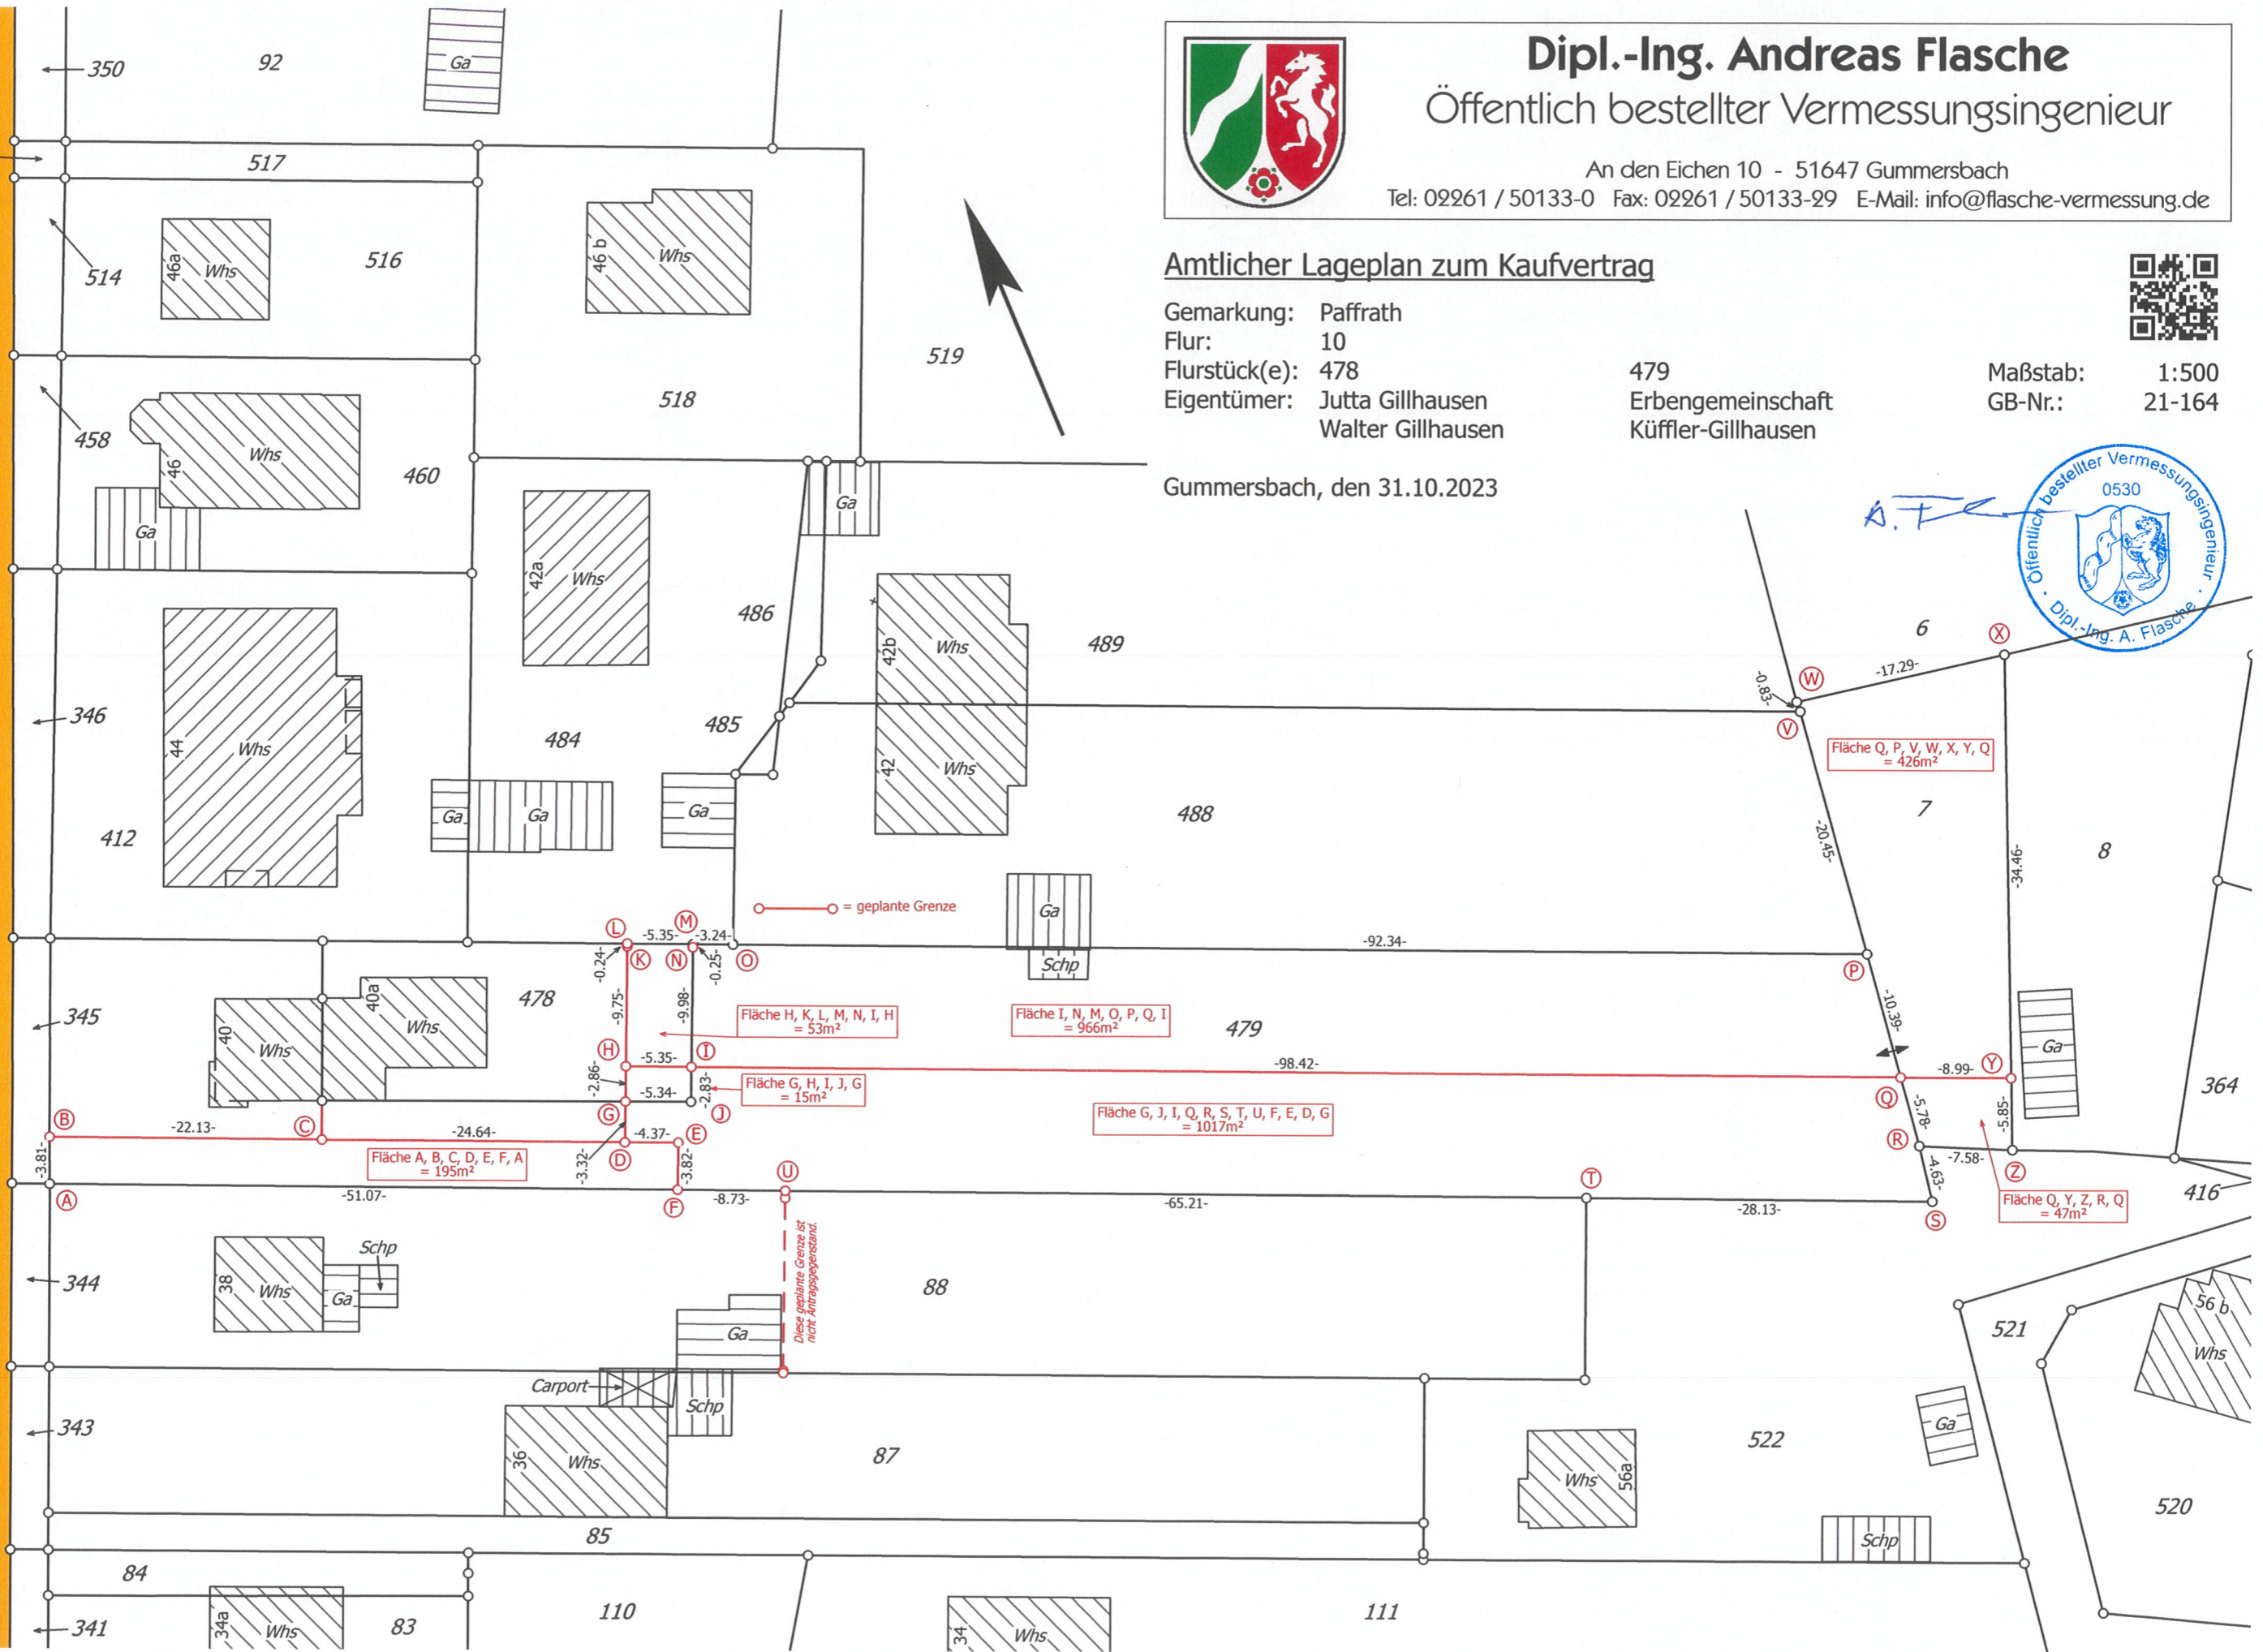 Dipl.-Ing. Andreas Flasche
Öffentlich bestellter Vermessungsingenieur
An den Eichen 10 - 51647 Gummersbach
Tel: 02261 / 50133-0 Fax: 02261 / 50133-29 E-Mail: info@flasche-vermessung.de
Amtlicher Lageplan zum Kaufvertrag
Gemarkung: Paffrath
Flur: 10
Flurstück(e): 478 479 Maßstab: 1:500
Eigentümer: Jutta Gillhausen Erbengemeinschaft GB-Nr.: 21-164
Walter Gillhausen Küffler-Gillhausen
Gummersbach, den 31.10.2023
A. Fl
Öffentlich bestellter Vermessungsingenieur
0530
· Dipl.-Ing. A. Flasche ·
350
92
Ga
517
514
46a
Whs
516
46 b
Whs
518
519
458
46
Whs
460
Ga
42a
Whs
Ga
486
346
44
Whs
412
484
485
42b
Whs
489
42
Whs
488
Ga
Ga
Ga
6
X
W
-17.29-
-0.83-
V
Fläche Q, P, V, W, X, Y, Q
= 426m²
7
-20.45-
-34.46-
8
= geplante Grenze
Ga
Schp
L
-5.35-
M
-3.24-
-0.24-
K
N
-0.25-
O
-92.34-
P
345
40
Whs
40a
Whs
478
-9.75-
-9.98-
Fläche H, K, L, M, N, I, H
= 53m²
Fläche I, N, M, O, P, Q, I
= 966m²
479
-10.39-
Ga
H
-5.35-
I
-98.42-
-8.99-
Y
-2.86-
-5.34-
-2.83-
Fläche G, H, I, J, G
= 15m²
364
B
-22.13-
C
-24.64-
G
-4.37-
E
J
Fläche G, J, I, Q, R, S, T, U, F, E, D, G
= 1017m²
Q
-5.78-
-5.85-
R
-3.81-
Fläche A, B, C, D, E, F, A
= 195m²
-3.32-
D
-3.82-
-7.58-
Z
A
-51.07-
F
-8.73-
U
-65.21-
T
-28.13-
-4.63-
S
Fläche Q, Y, Z, R, Q
= 47m²
416
Diese geplante Grenze ist
nicht Antragsgegenstand.
344
38
Whs
Schp
Ga
88
Ga
521
56 b
Whs
343
Carport
Schp
36
Whs
87
Whs
56a
522
Ga
520
85
Schp
84
341
34a
Whs
83
110
34
Whs
111